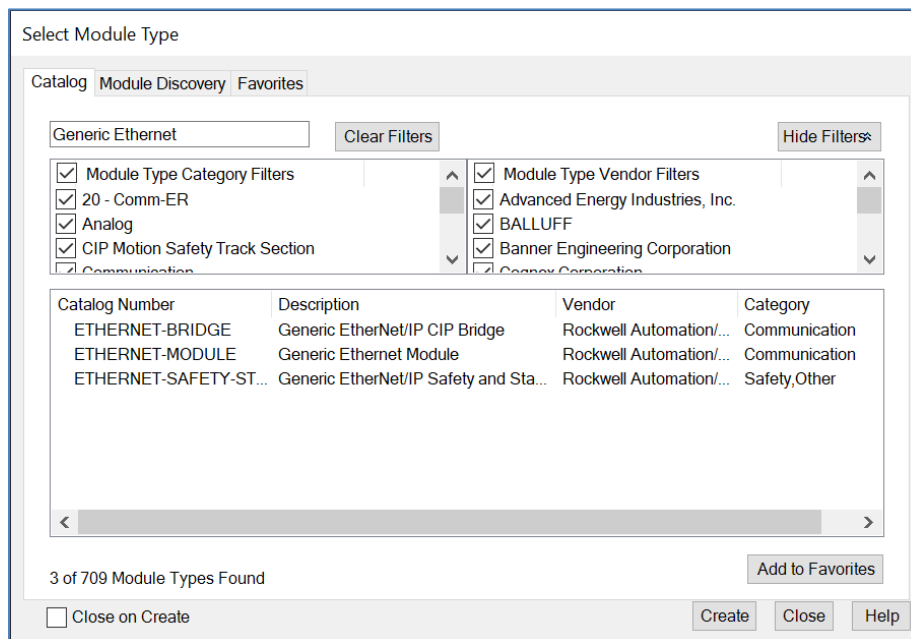 Select Module Type
Catalog Module Discovery Favorites
Generic Ethernet Clear Filters Hide Filters
Module Type Category Filters Module Type Vendor Filters
20 - Comm-ER Advanced Energy Industries, Inc.
Analog BALLUFF
CIP Motion Safety Track Section Banner Engineering Corporation
Communication Cognex Corporation
Catalog Number Description Vendor Category
ETHERNET-BRIDGE Generic EtherNet/IP CIP Bridge Rockwell Automation/... Communication
ETHERNET-MODULE Generic Ethernet Module Rockwell Automation/... Communication
ETHERNET-SAFETY-ST... Generic EtherNet/IP Safety and Sta... Rockwell Automation/... Safety,Other
3 of 709 Module Types Found Add to Favorites
Close on Create Create Close Help